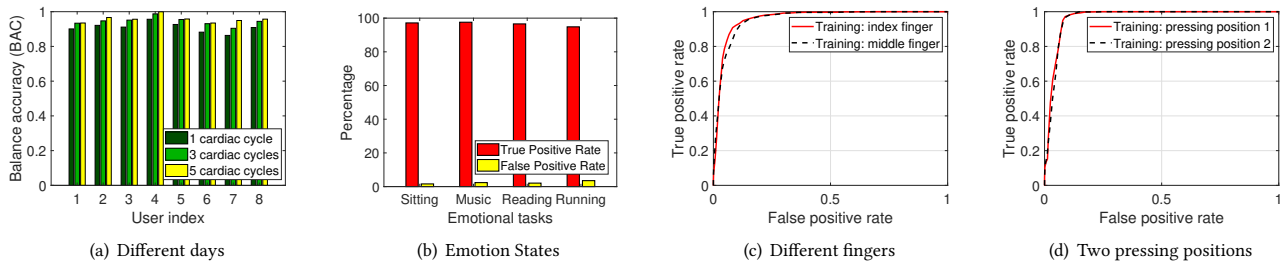 Balance accuracy (BAC)
1
0.8
0.6
0.4
0.2
0
1 2 3 4 5 6 7 8
User index
1 cardiac cycle
3 cardiac cycles
5 cardiac cycles
(a) Different days
Percentage
100
80
60
40
20
0
Sitting Music Reading Running
Emotional tasks
True Positive Rate
False Positive Rate
(b) Emotion States
True positive rate
1
0.8
0.6
0.4
0.2
0
0 0.5 1
False positive rate
Training: index finger
Training: middle finger
(c) Different fingers
True positive rate
1
0.8
0.6
0.4
0.2
0
0 0.5 1
False positive rate
Training: pressing position 1
Training: pressing position 2
(d) Two pressing positions